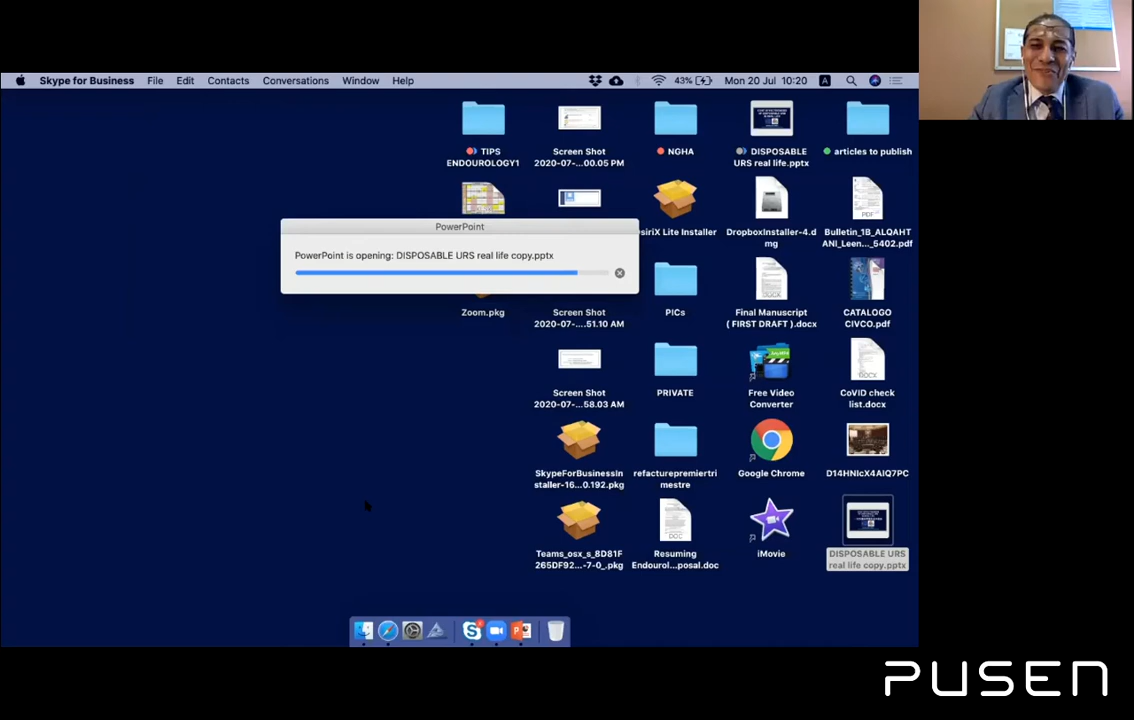 Skype for Business File Edit Contacts Conversations Window Help
43% Mon 20 Jul 10:20 A
TIPS
ENDOUROLOGY1
Screen Shot
2020-07-...00.05 PM
NGHA
DISPOSABLE
URS real life.pptx
articles to publish
siriX Lite Installer
DropboxInstaller-4.d
mg
PDF
Bulletin_1B_ALQAHT
ANI_Leen..._5402.pdf
PowerPoint
PowerPoint is opening: DISPOSABLE URS real life copy.pptx
Zoom.pkg
Screen Shot
2020-07-....51.10 AM
PICs
DOCX
Final Manuscript
( FIRST DRAFT ).docx
CATALOGO
CIVCO.pdf
Screen Shot
2020-07-...58.03 AM
PRIVATE
Free Video
Converter
DOCX
CoVID check
list.docx
SkypeForBusinessIn
staller-16...0.192.pkg
refacturepremiertri
mestre
Google Chrome
D14HNIcX4AIQ7PC
Teams_osx_s_8D81F
265DF92...-7-0_.pkg
DOC
Resuming
Endourol...posal.doc
iMovie
DISPOSABLE URS
real life copy.pptx
PUSEN